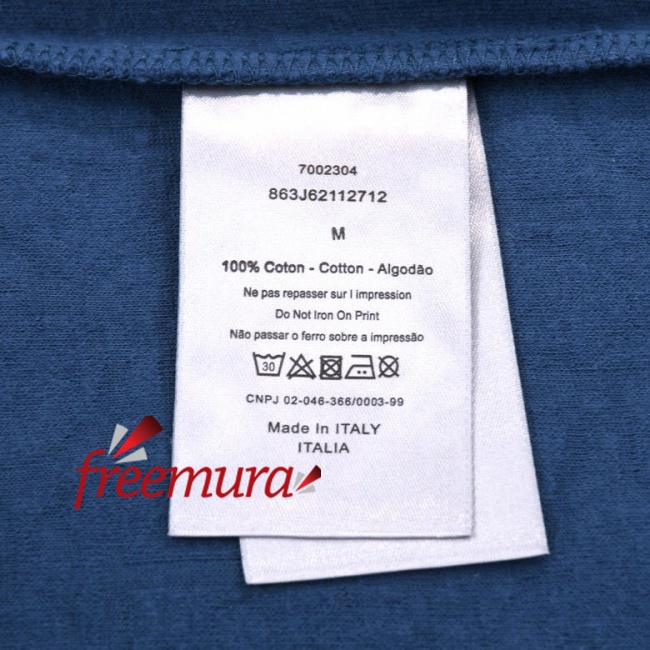 7002304
863J62112712
M
100% Coton - Cotton - Algodão
Ne pas repasser sur l impression
Do Not Iron On Print
Não passar o ferro sobre a impressão
30
CNPJ 02-046-366/0003-99
Made In ITALY
ITALIA
freemura